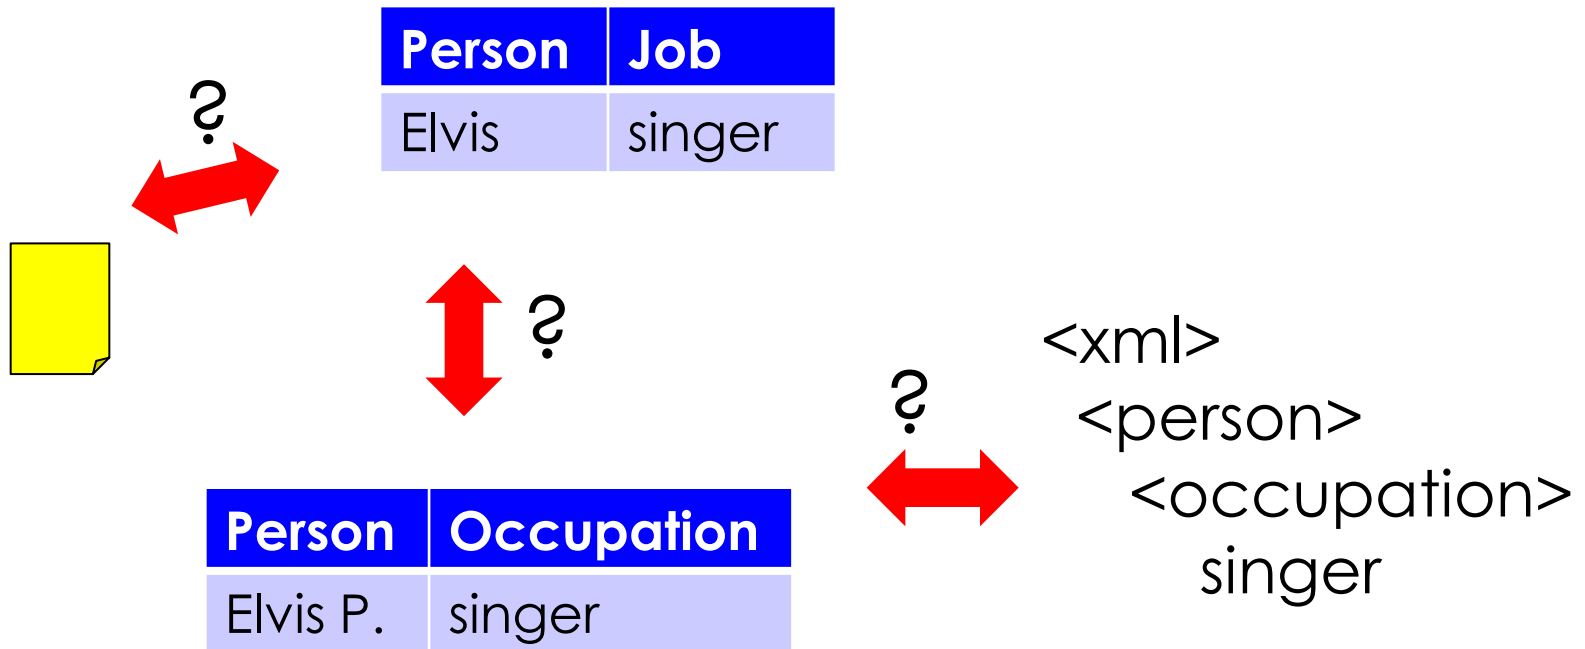 Person Job
Elvis singer
?
?
<xml>
<person>
<occupation>
singer
?
Person Occupation
Elvis P. singer